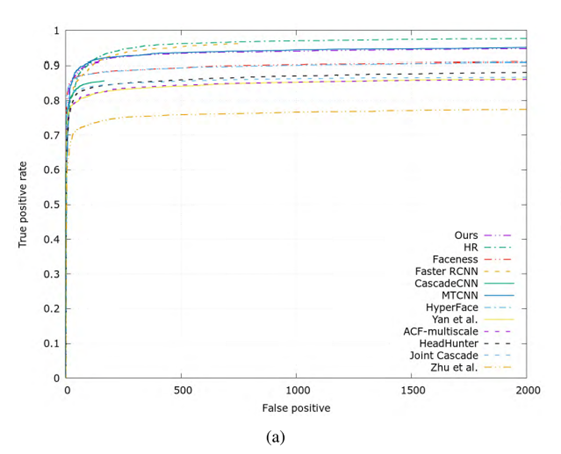 1
0.9
0.8
0.7
0.6
0.5
0.4
0.3
0.2
0.1
0
True positive rate
Ours
HR
Faceness
Faster RCNN
CascadeCNN
MTCNN
HyperFace
Yan et al.
ACF-multiscale
HeadHunter
Joint Cascade
Zhu et al.
0 500 1000 1500 2000
False positive
(a)